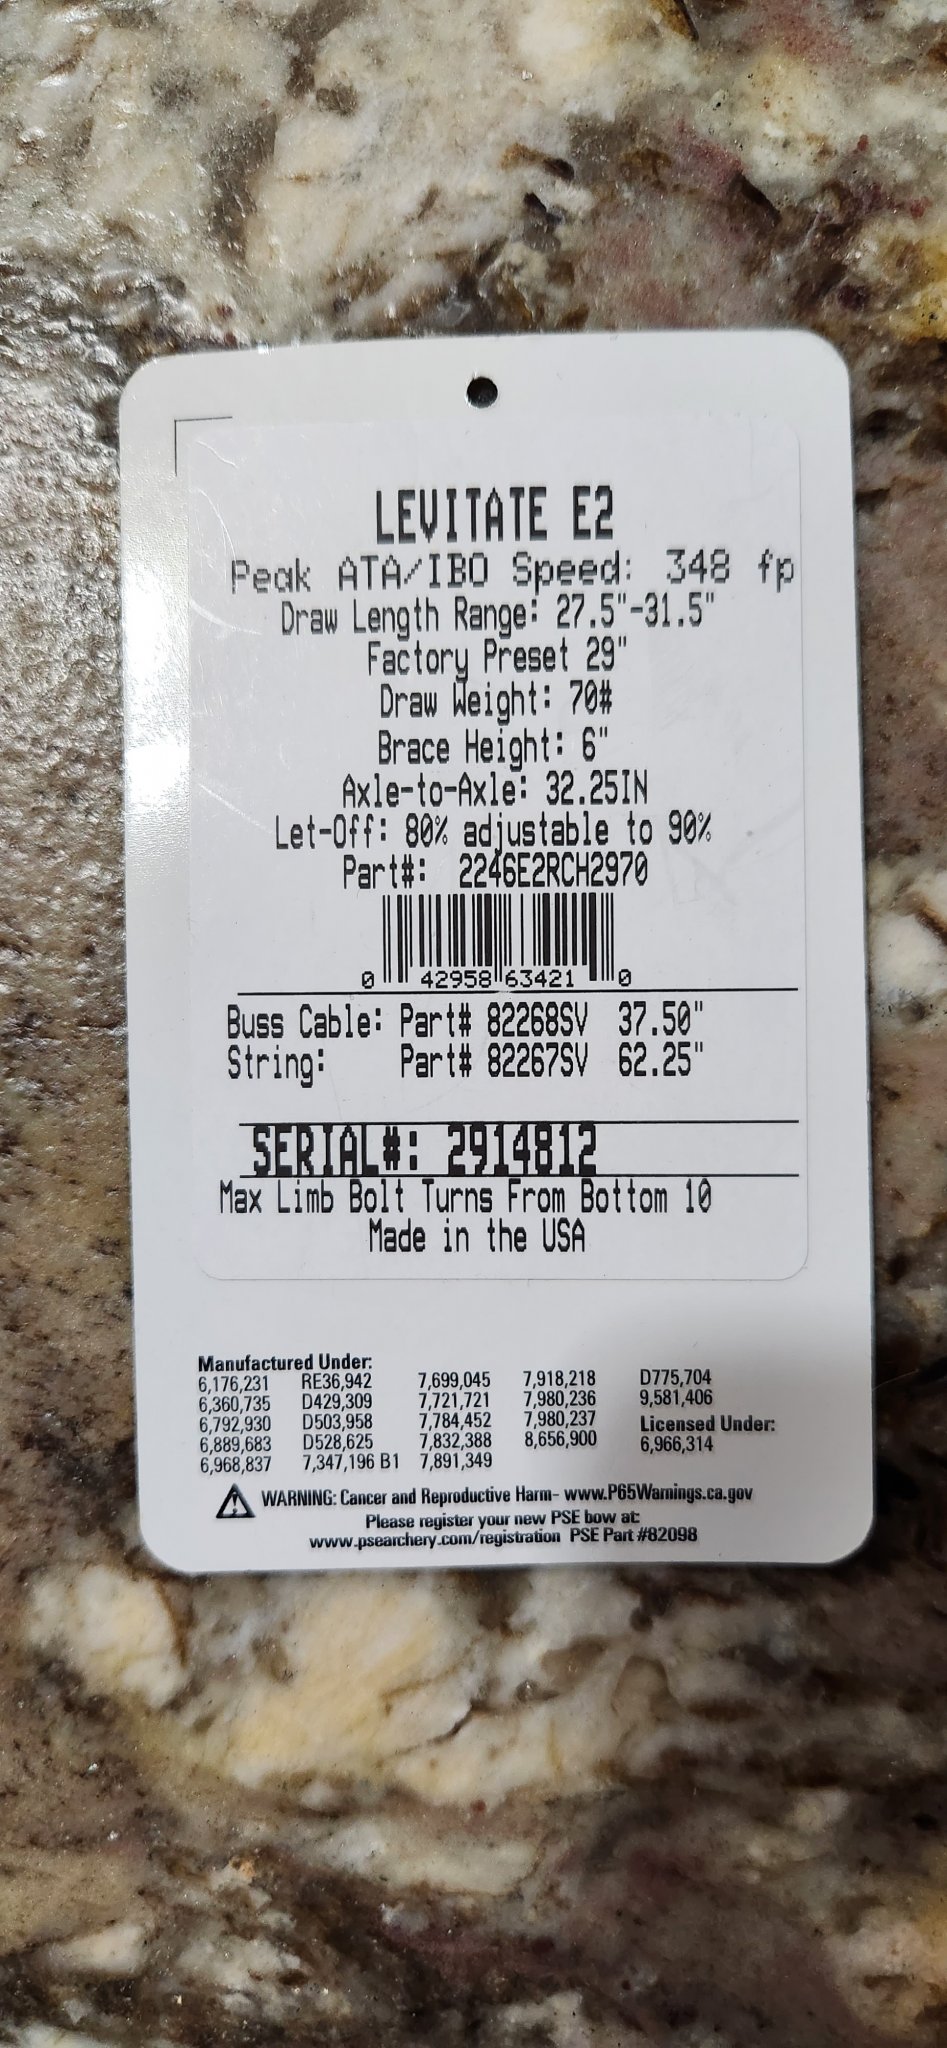 LEVITATE E2
Peak ATA/IBO Speed: 348 fp
Draw Length Range: 27.5"-31.5"
Factory Preset 29"
Draw Weight: 70#
Brace Height: 6"
Axle-to-Axle: 32.25IN
Let-Off: 80% adjustable to 90%
Part#: 2246E2RCH2970
0 42958 63421 0
Buss Cable: Part# 82268SV 37.50"
String: Part# 82267SV 62.25"
SERIAL#: 2914812
Max Limb Bolt Turns From Bottom 10
Made in the USA
Manufactured Under:
6,176,231 RE36,942 7,699,045 7,918,218 D775,704
6,360,735 D429,309 7,721,721 7,980,236 9,581,406
6,792,930 D503,958 7,784,452 7,980,237 Licensed Under:
6,889,683 D528,625 7,832,388 8,656,900 6,966,314
6,968,837 7,347,196 B1 7,891,349
WARNING: Cancer and Reproductive Harm- www.P65Warnings.ca.gov
Please register your new PSE bow at:
www.psearchery.com/registration PSE Part #82098